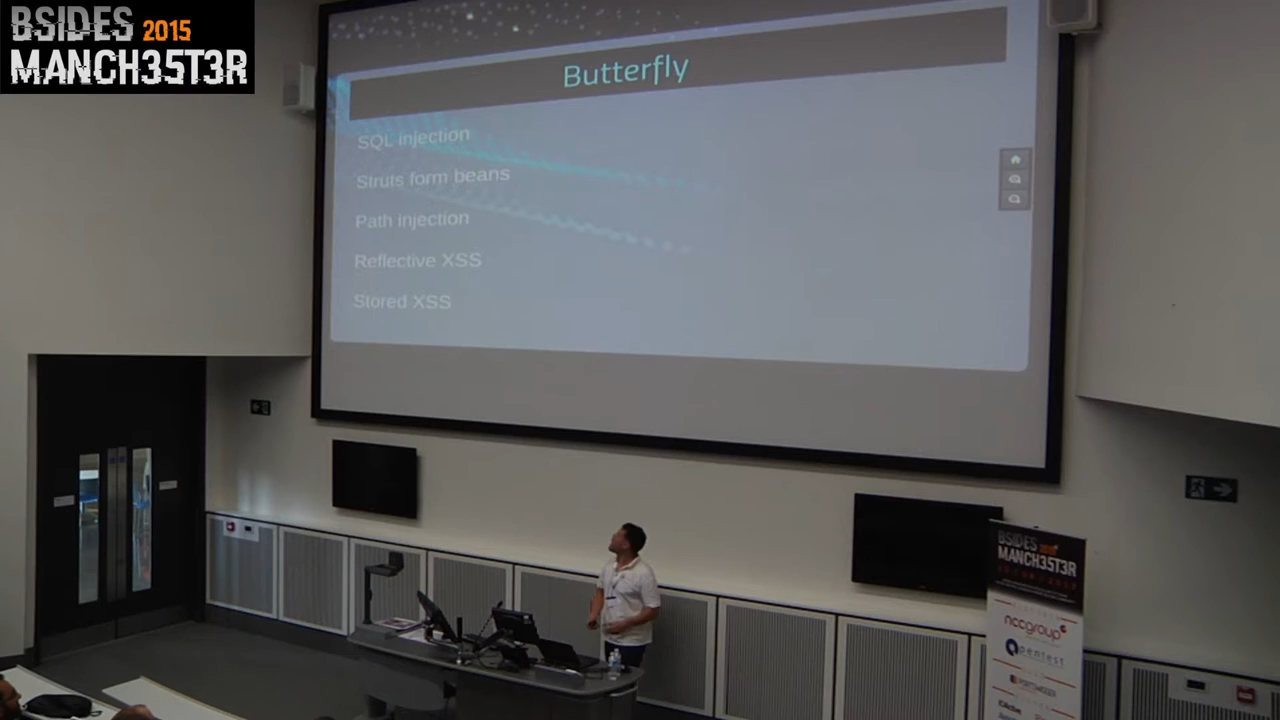 BSIDES 2015
MANCH35T3R
Butterfly
SQL injection
Struts form beans
Path injection
Reflective XSS
Stored XSS
BSIDES
MANCH35T3R
nccgroup
pentest